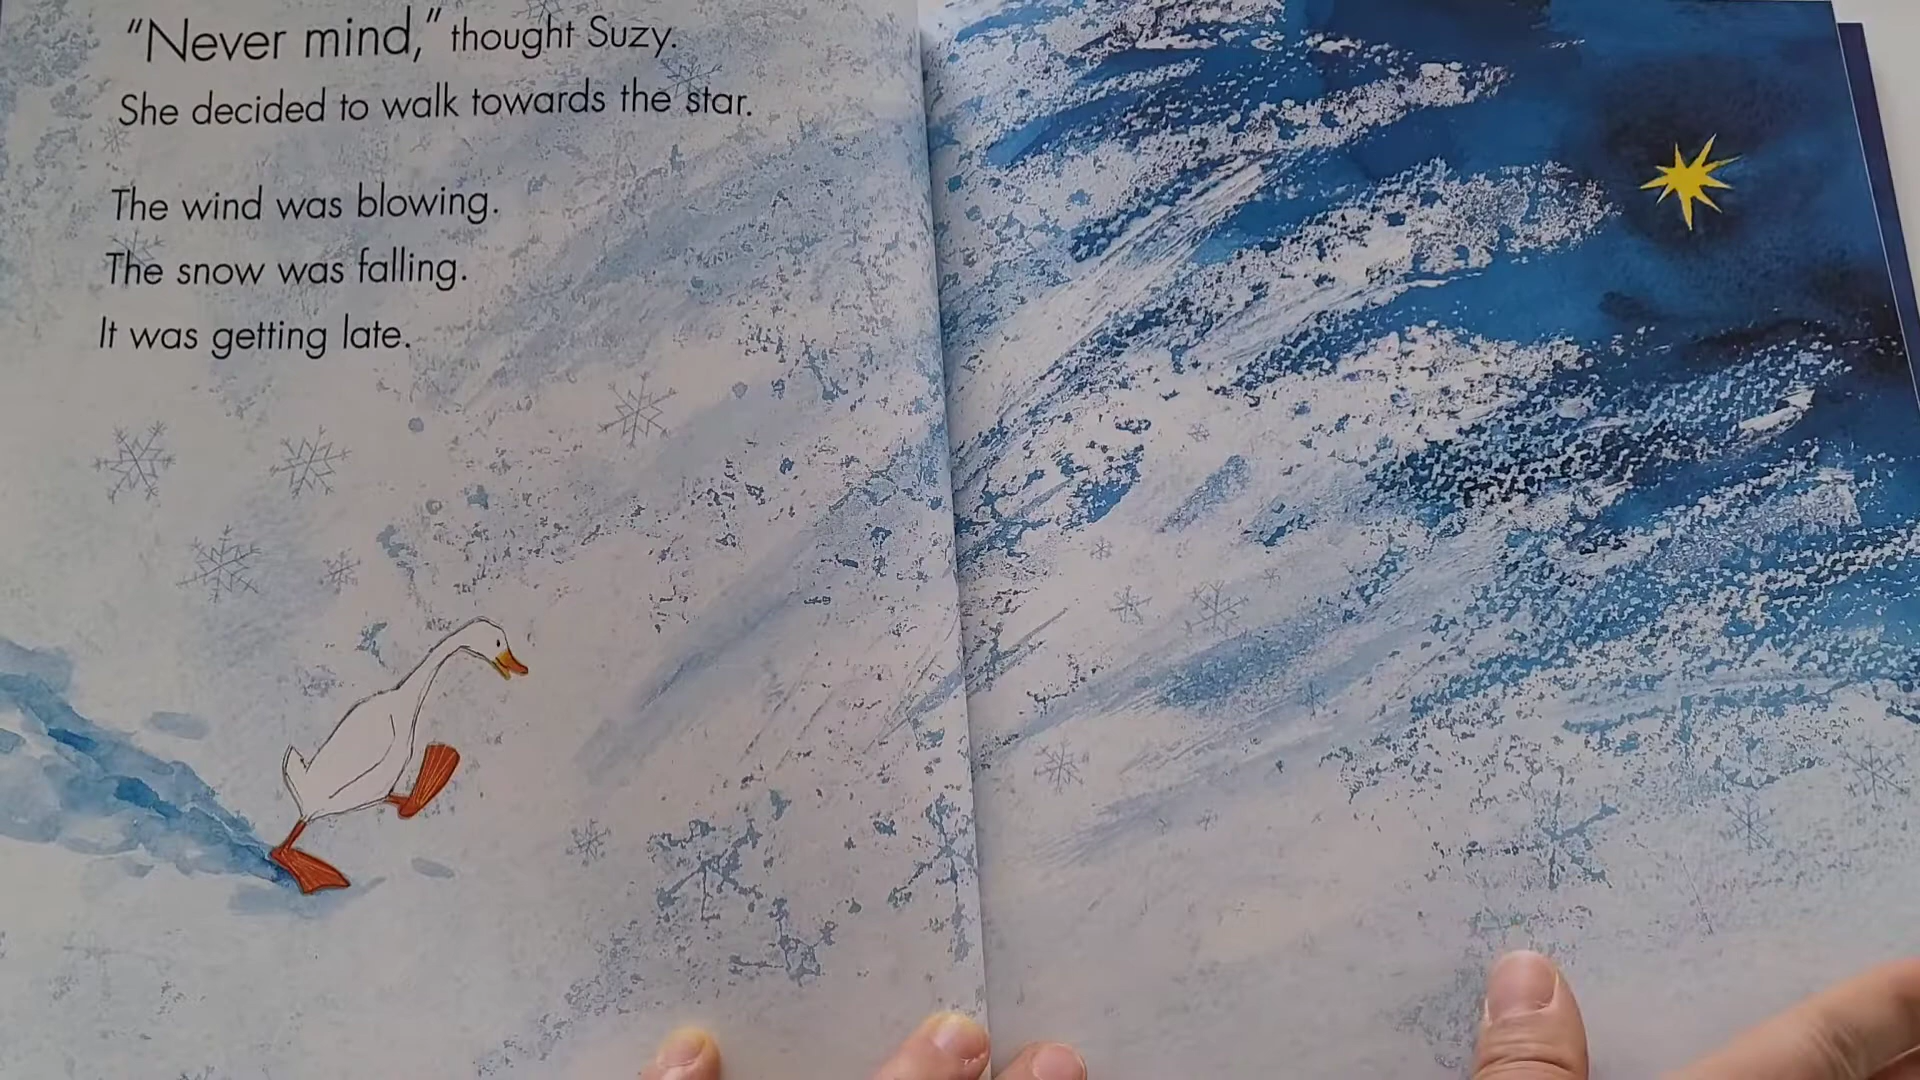 “Never mind,” thought Suzy.
She decided to walk towards the star.
The wind was blowing.
The snow was falling.
It was getting late.